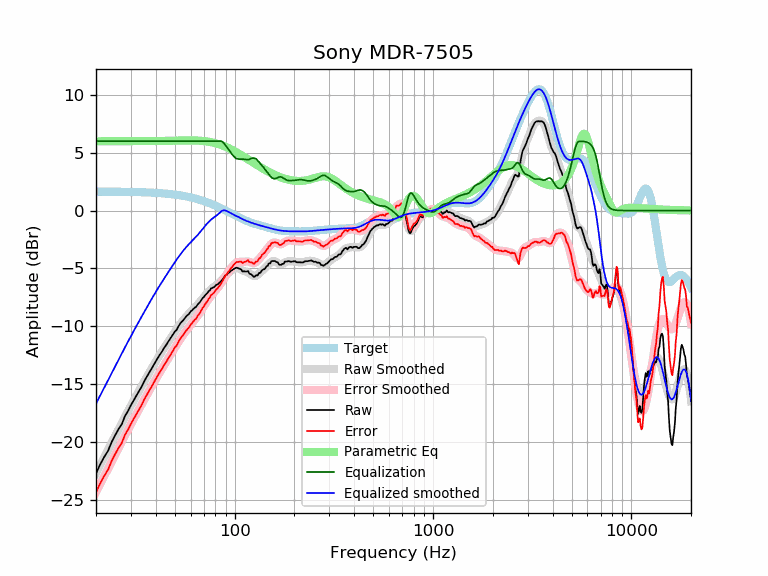 Sony MDR-7505
10
5
0
−5
−10
−15
−20
−25
Amplitude (dBr)
Target
Raw Smoothed
Error Smoothed
Raw
Error
Parametric Eq
Equalization
Equalized smoothed
100
1000
10000
Frequency (Hz)